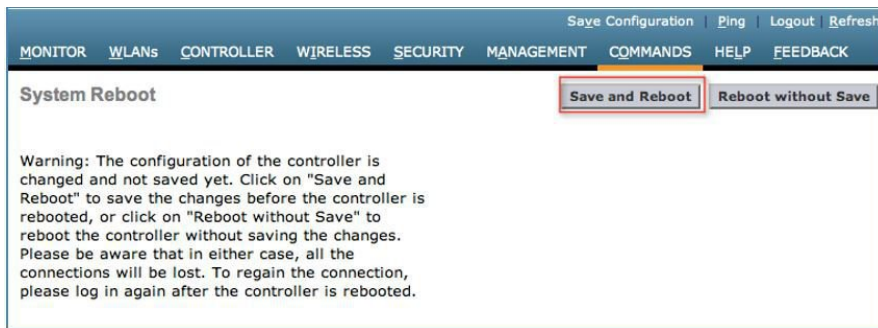 Save Configuration | Ping | Logout | Refresh
MONITOR WLANs CONTROLLER WIRELESS SECURITY MANAGEMENT COMMANDS HELP FEEDBACK
System Reboot Save and Reboot Reboot without Save
Warning: The configuration of the controller is
changed and not saved yet. Click on "Save and
Reboot" to save the changes before the controller is
rebooted, or click on "Reboot without Save" to
reboot the controller without saving the changes.
Please be aware that in either case, all the
connections will be lost. To regain the connection,
please log in again after the controller is rebooted.